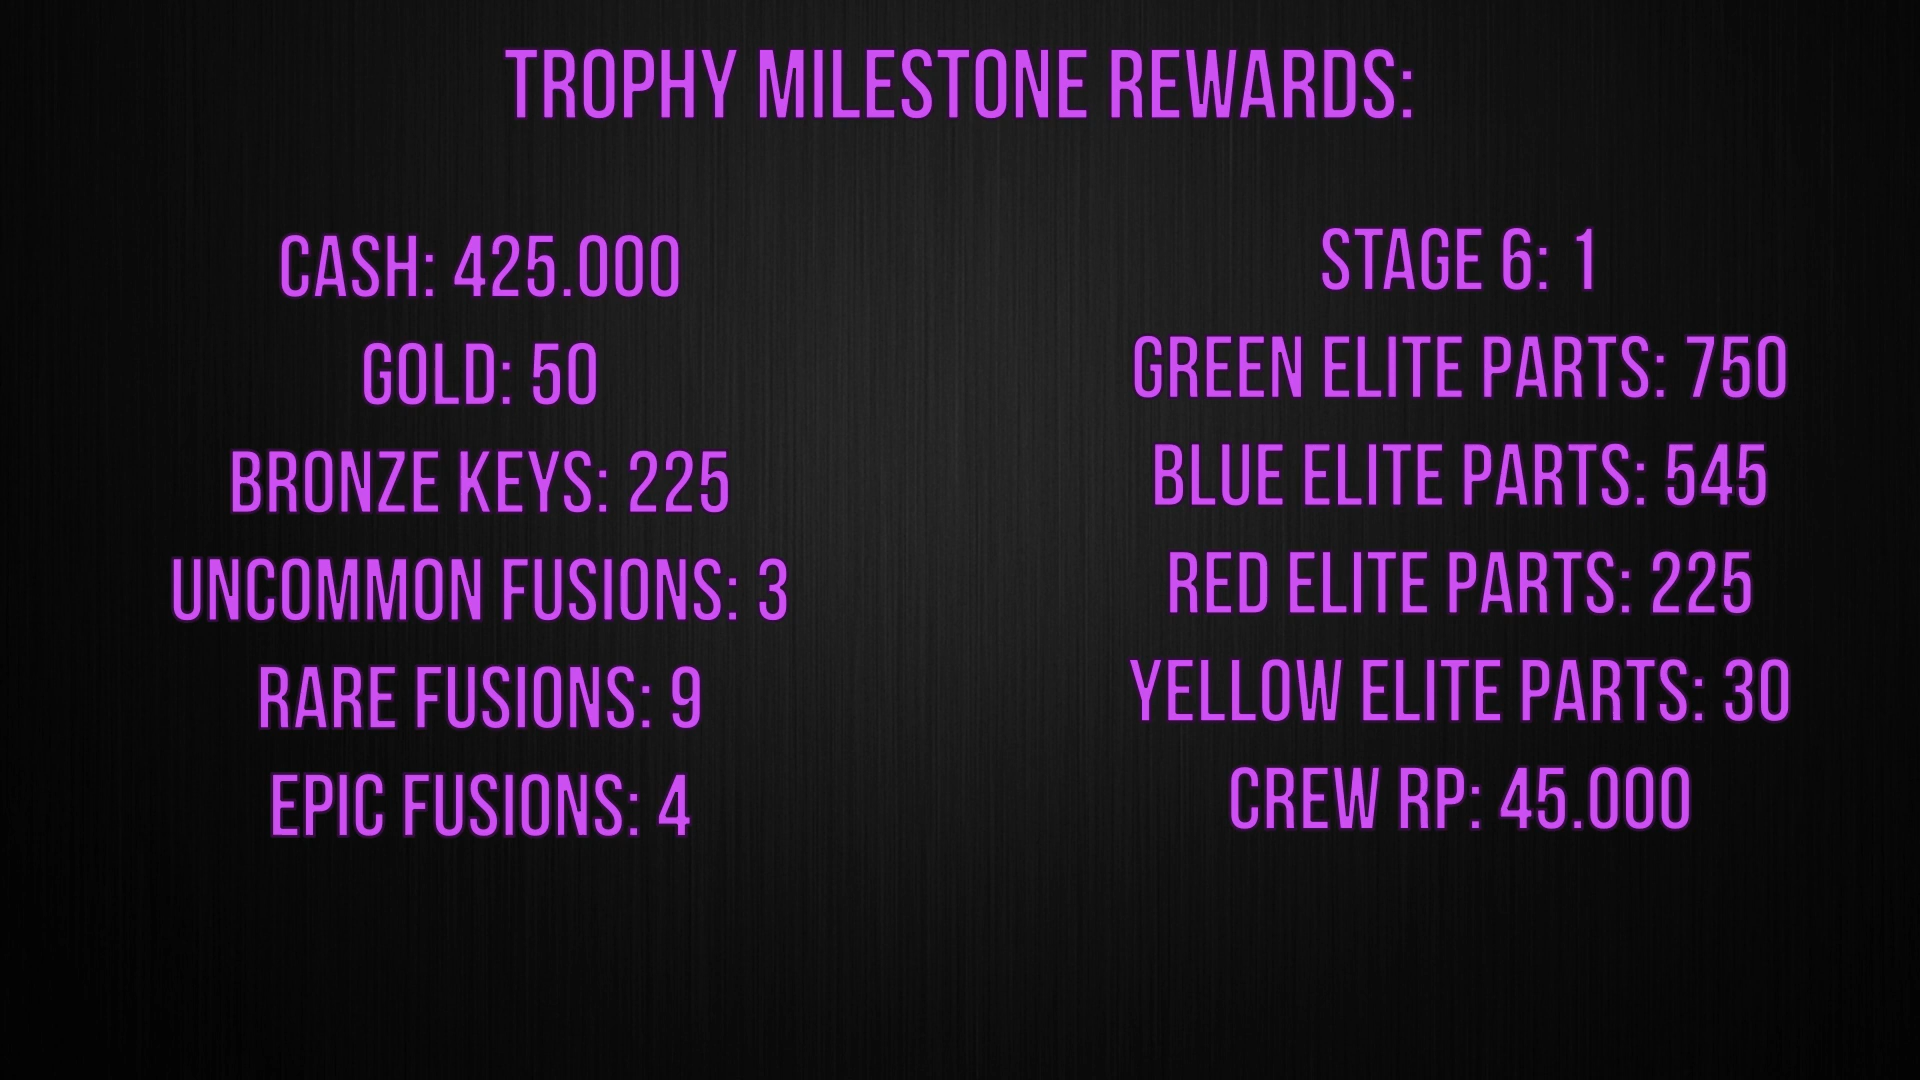 TROPHY MILESTONE REWARDS:
CASH: 425.000
GOLD: 50
BRONZE KEYS: 225
UNCOMMON FUSIONS: 3
RARE FUSIONS: 9
EPIC FUSIONS: 4
STAGE 6: 1
GREEN ELITE PARTS: 750
BLUE ELITE PARTS: 545
RED ELITE PARTS: 225
YELLOW ELITE PARTS: 30
CREW RP: 45.000